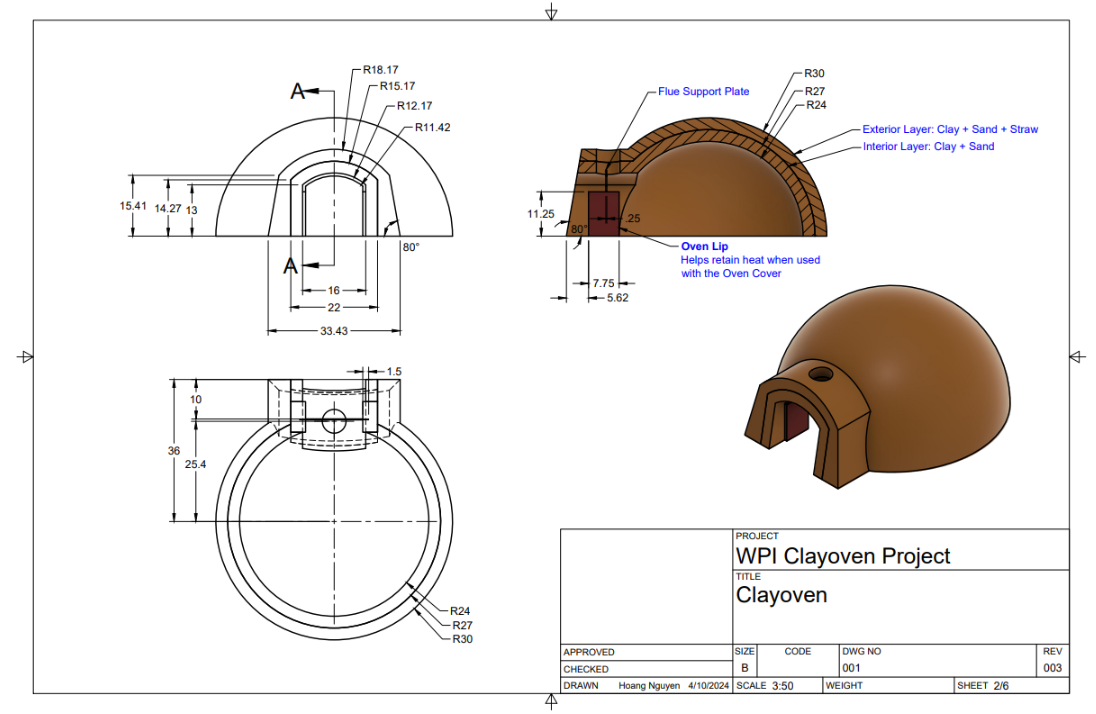 A
R18.17
R15.17
R12.17
R11.42
15.41
14.27
13
80°
A
16
22
33.43
Flue Support Plate
R30
R27
R24
Exterior Layer: Clay + Sand + Straw
Interior Layer: Clay + Sand
11.25
80°
.25
Oven Lip
Helps retain heat when used
with the Oven Cover
7.75
5.62
1.5
10
36
25.4
R24
R27
R30
PROJECT
WPI Clayoven Project
TITLE
Clayoven
APPROVED
CHECKED
DRAWN Hoang Nguyen 4/10/2024
SIZE
B
CODE
DWG NO
001
REV
003
SCALE 3:50
WEIGHT
SHEET 2/6